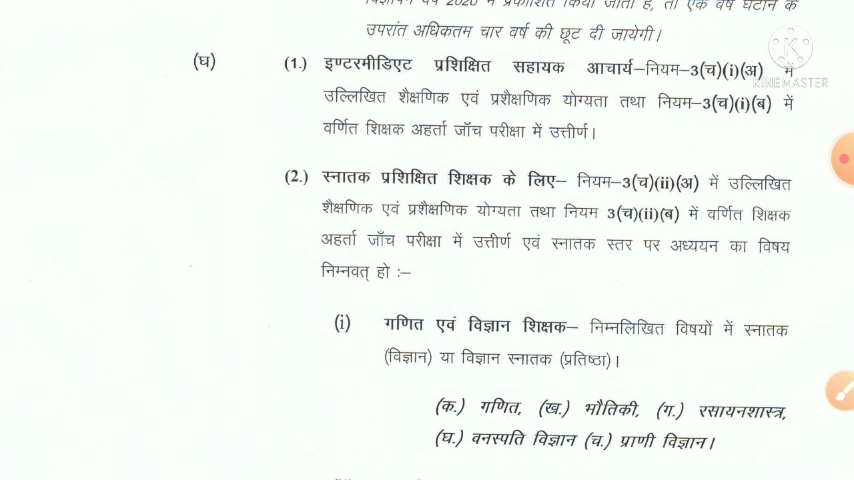 विज्ञापन वर्ष 2020 में प्रकाशित किया जाता है, तो एक वर्ष घटाने के
उपरांत अधिकतम चार वर्ष की छूट दी जायेगी।
(घ) (1.) इण्टरमीडिएट प्रशिक्षित सहायक आचार्य–नियम–3(च)(i)(अ) में
KINEMASTER
उल्लिखित शैक्षणिक एवं प्रशैक्षणिक योग्यता तथा नियम–3(च)(i)(ब) में
वर्णित शिक्षक अहर्ता जाँच परीक्षा में उत्तीर्ण।
(2.) स्नातक प्रशिक्षित शिक्षक के लिए– नियम–3(च)(ii)(अ) में उल्लिखित
शैक्षणिक एवं प्रशैक्षणिक योग्यता तथा नियम 3(च)(ii)(ब) में वर्णित शिक्षक
अहर्ता जाँच परीक्षा में उत्तीर्ण एवं स्नातक स्तर पर अध्ययन का विषय
निम्नवत् हो :–
(i) गणित एवं विज्ञान शिक्षक– निम्नलिखित विषयों में स्नातक
(विज्ञान) या विज्ञान स्नातक (प्रतिष्ठा)।
(क.) गणित, (ख.) भौतिकी, (ग.) रसायनशास्त्र,
(घ.) वनस्पति विज्ञान (च.) प्राणी विज्ञान।